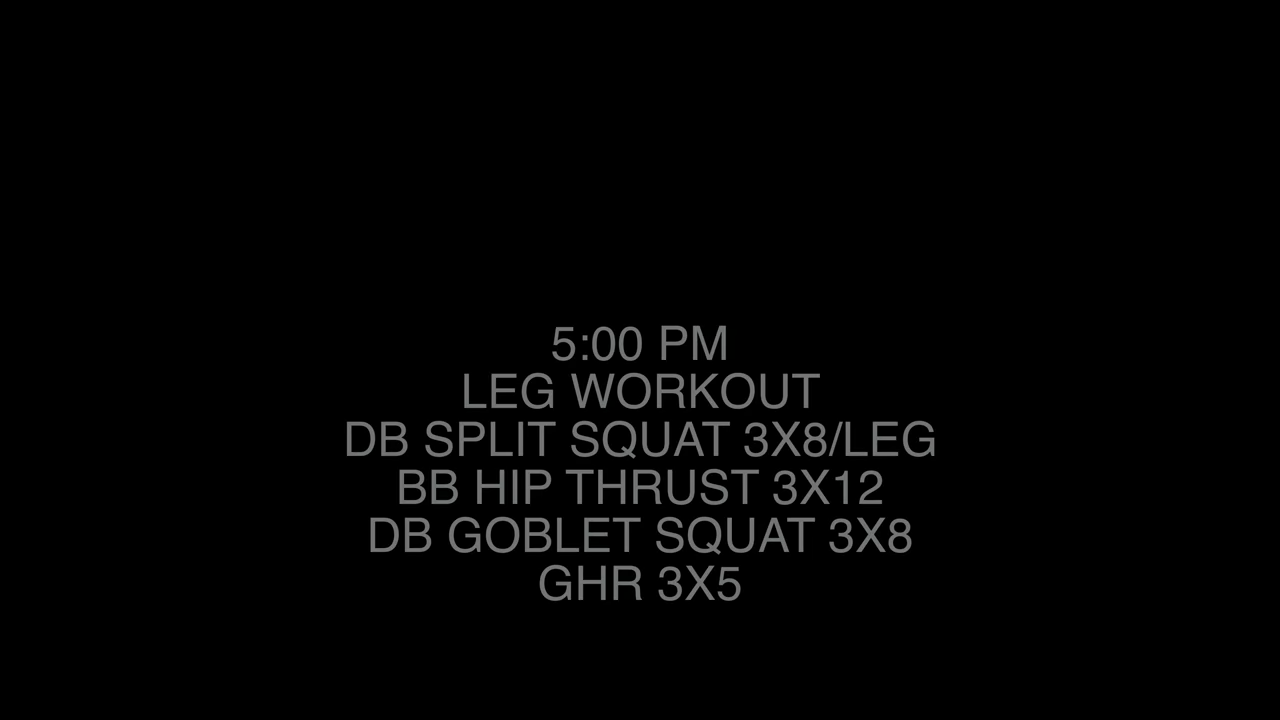 5:00 PM
LEG WORKOUT
DB SPLIT SQUAT 3X8/LEG
BB HIP THRUST 3X12
DB GOBLET SQUAT 3X8
GHR 3X5